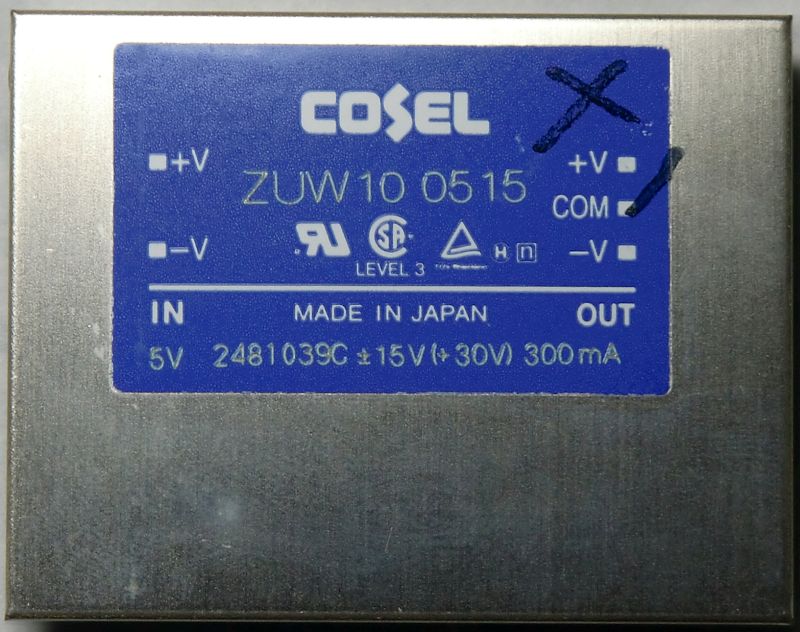 COSEL
+V
ZUW10 0515
+V
COM
-V
-V
LEVEL 3
IN
MADE IN JAPAN
OUT
5V 2481039C ±15V(+30V) 300mA